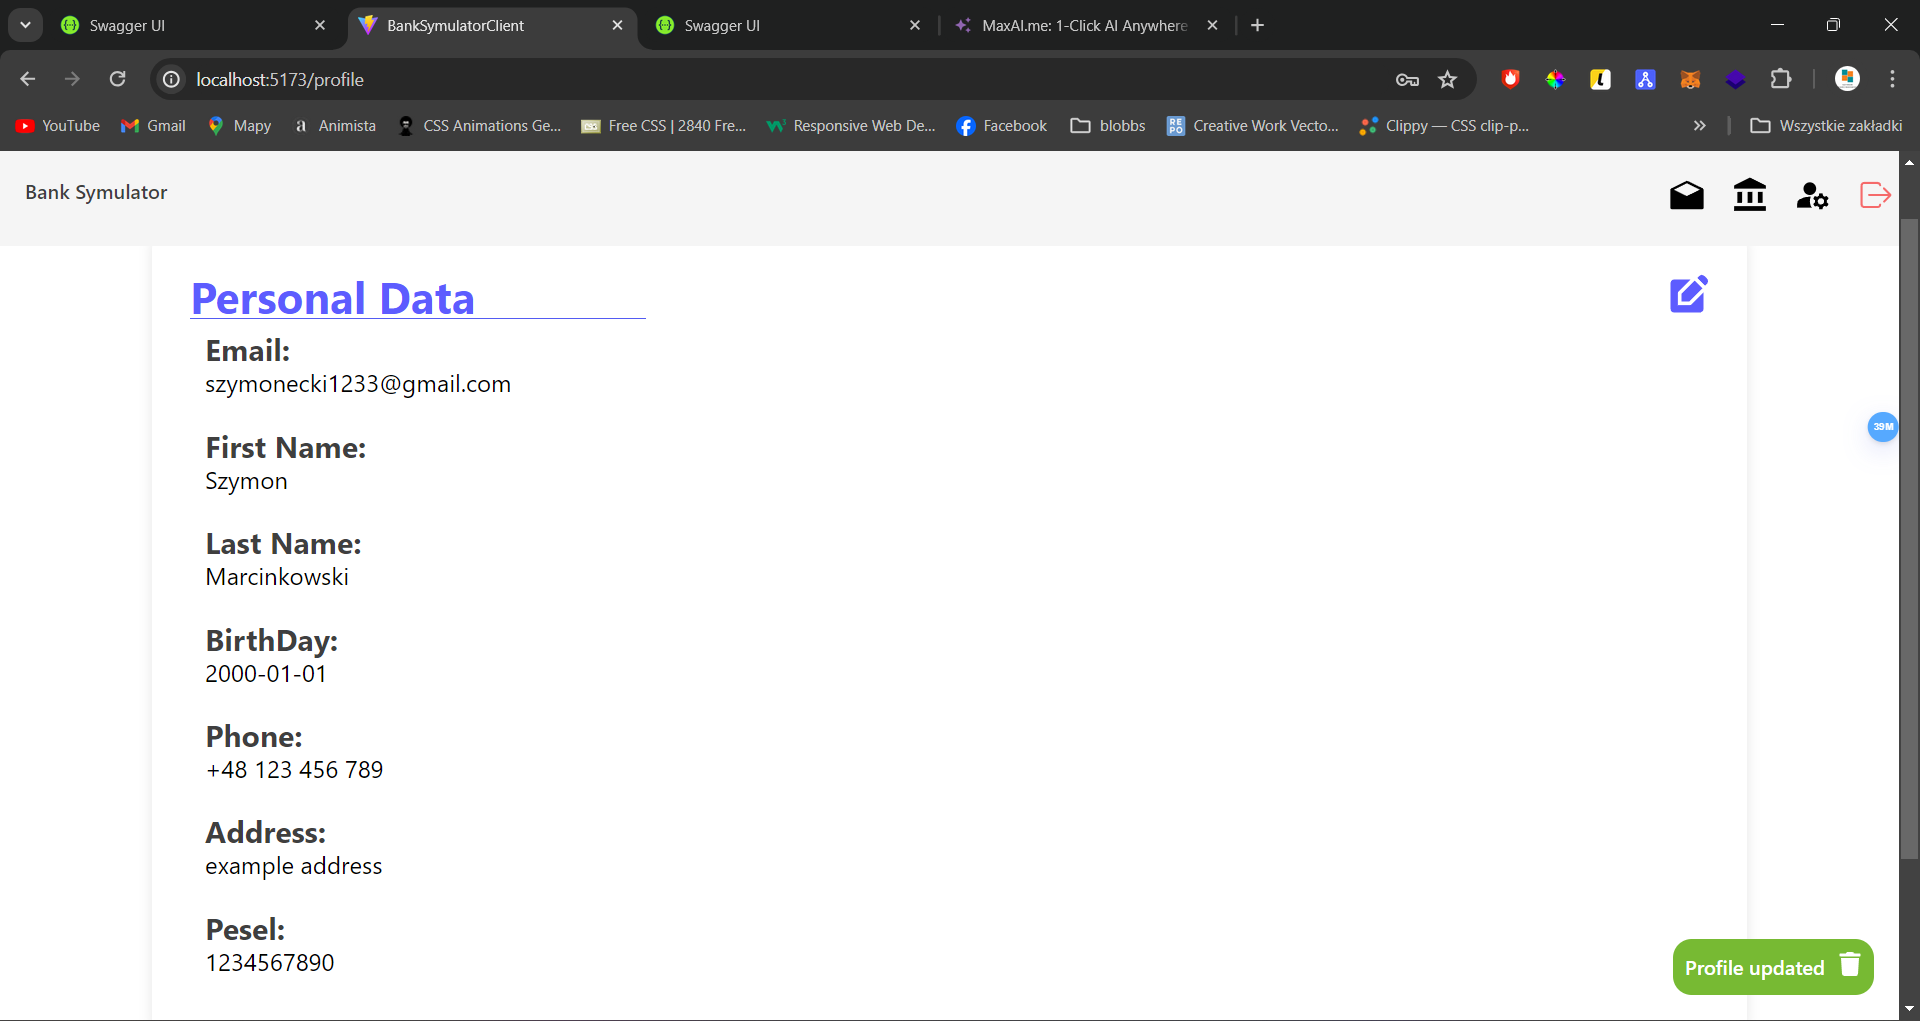 Swagger UI
BankSymulatorClient
Swagger UI
MaxAI.me: 1-Click AI Anywhere
localhost:5173/profile
YouTube
Gmail
Mapy
a Animista
CSS Animations Ge...
Free CSS | 2840 Fre...
Responsive Web De...
Facebook
blobbs
RE
PO
Creative Work Vecto...
Clippy — CSS clip-p...
»
Wszystkie zakładki
Bank Symulator
Personal Data
Email:
szymonecki1233@gmail.com
39M
First Name:
Szymon
Last Name:
Marcinkowski
BirthDay:
2000-01-01
Phone:
+48 123 456 789
Address:
example address
Pesel:
1234567890
Profile updated